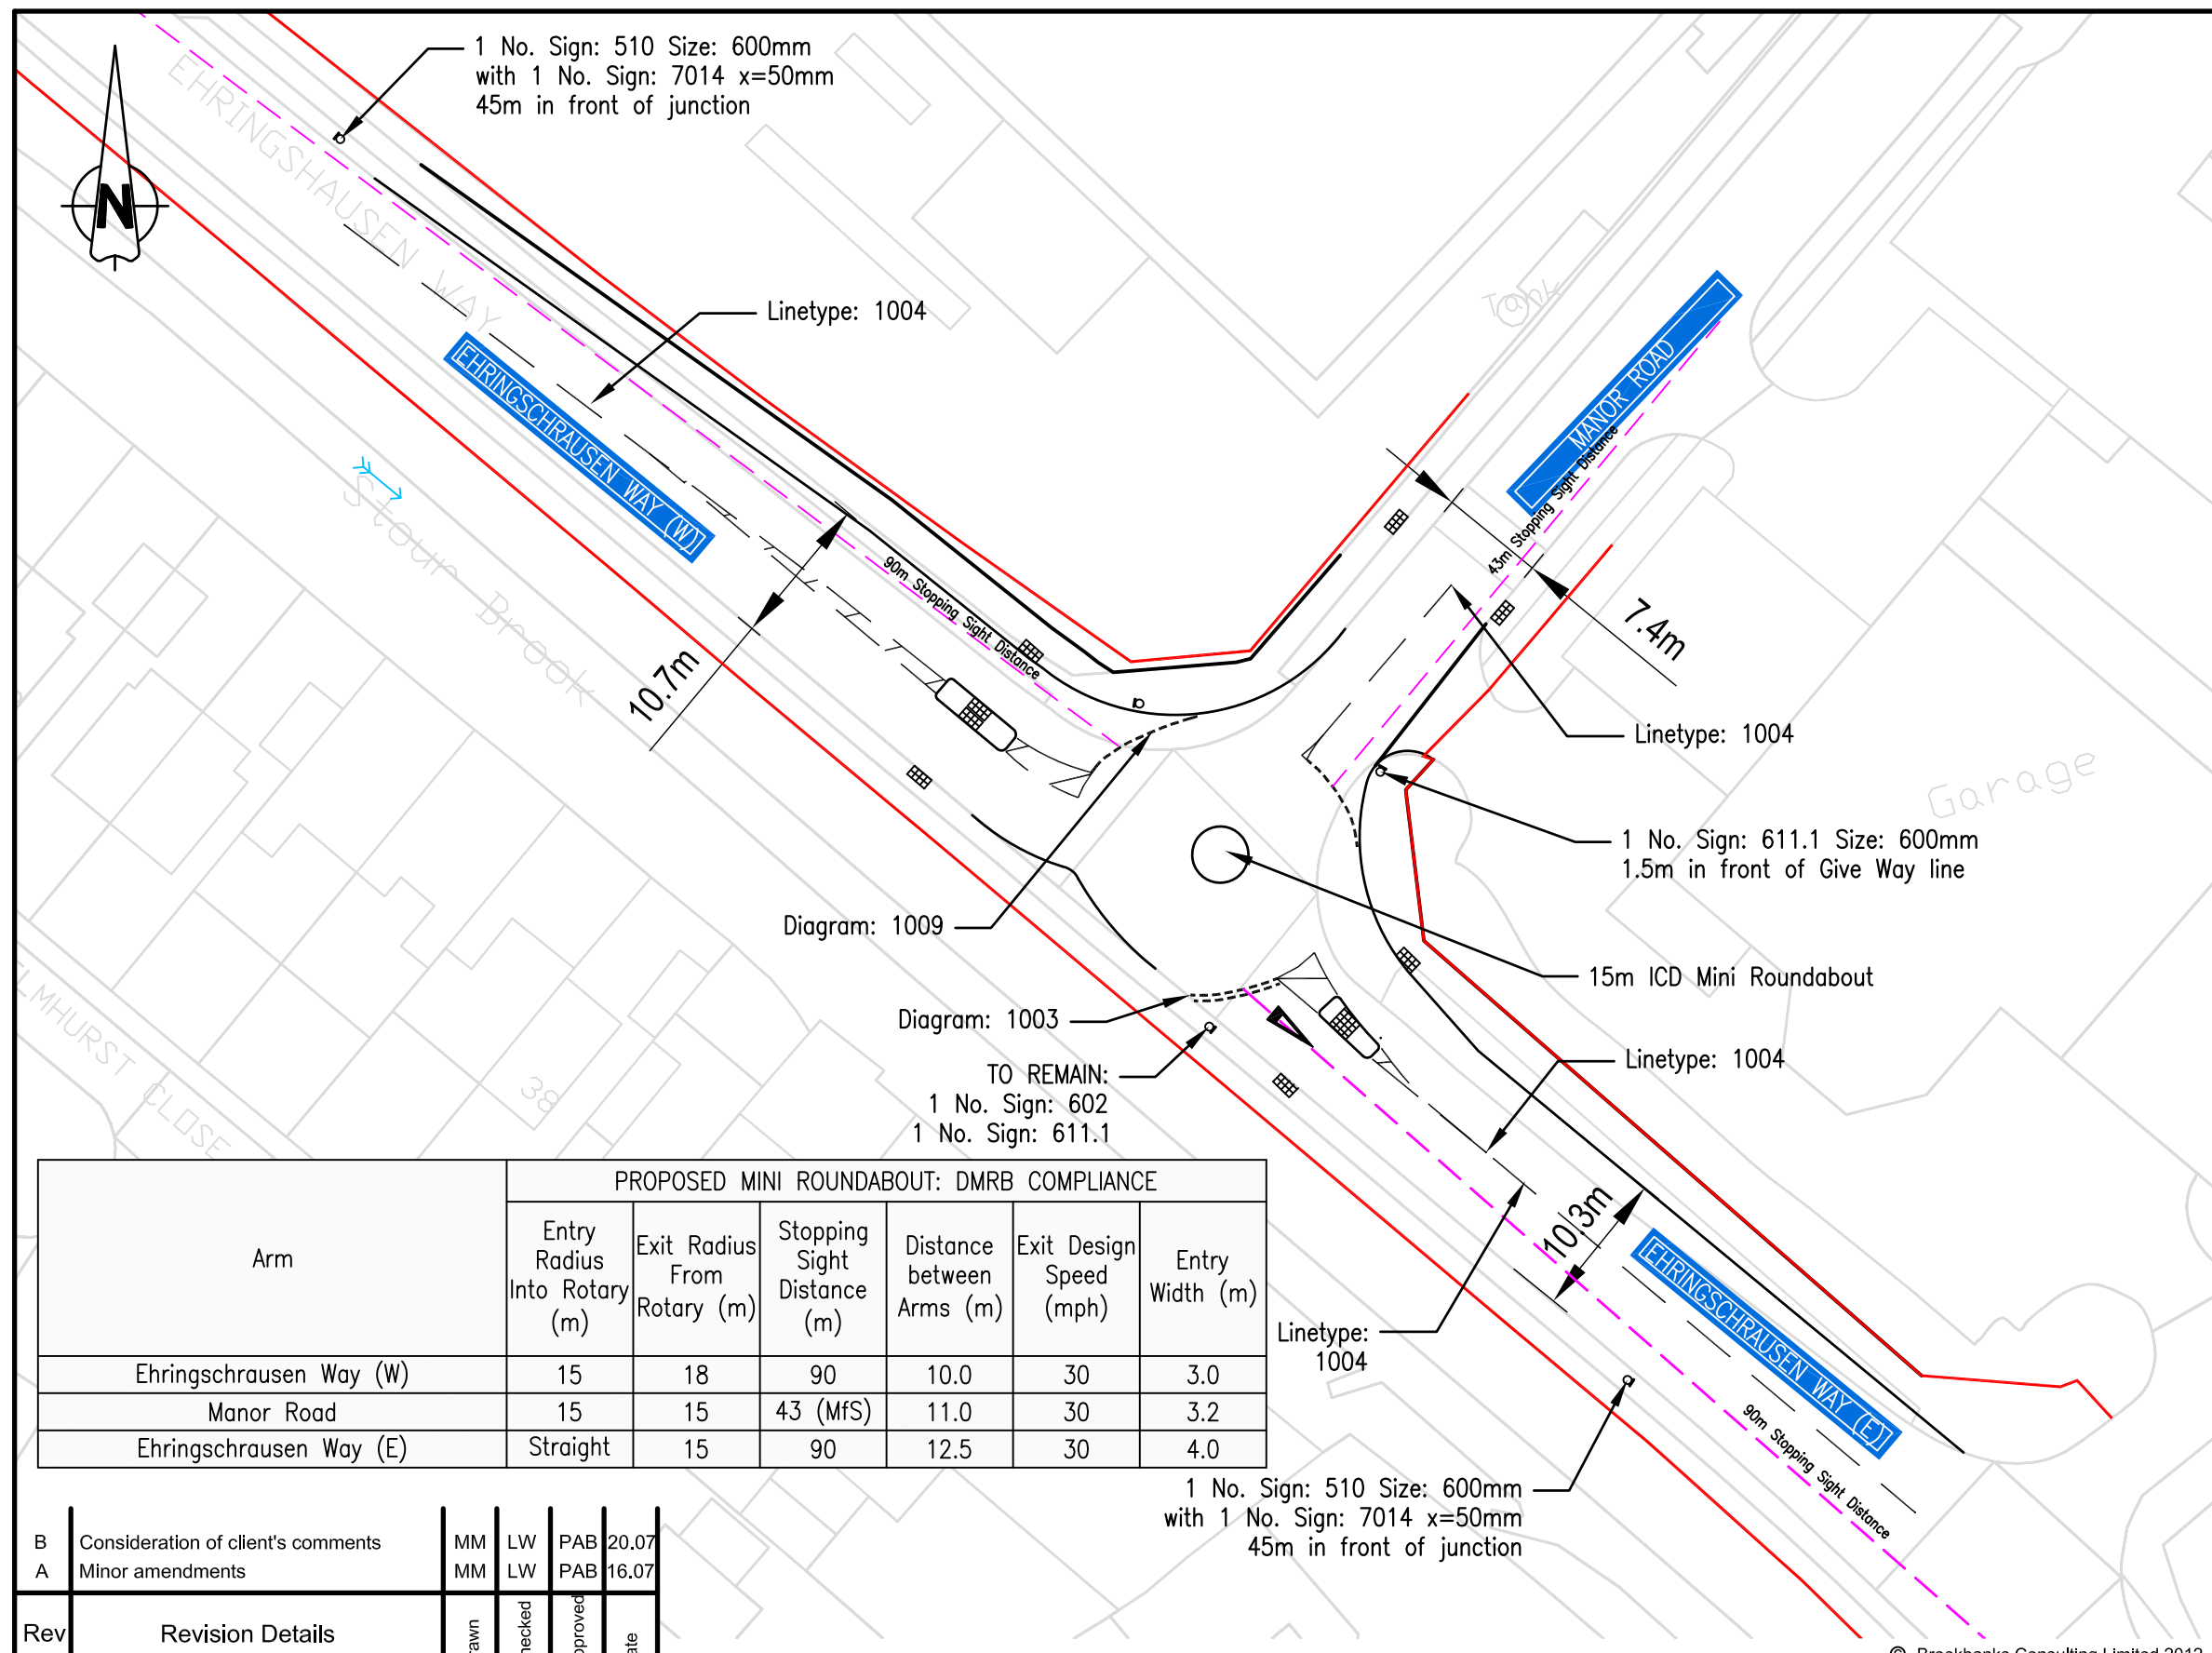 1 No. Sign: 510 Size: 600mm
with 1 No. Sign: 7014 x=50mm
45m in front of junction
N
EHRINGSHAUSEN WAY
Linetype: 1004
EHRINGSCHRAUSEN WAY (W)
Tank
MANOR ROAD
43m Stopping Sight Distance
7.4m
Stour Brook
90m Stopping Sight Distance
10.7m
Linetype: 1004
Garage
1 No. Sign: 611.1 Size: 600mm
1.5m in front of Give Way line
Diagram: 1009
15m ICD Mini Roundabout
Diagram: 1003
Linetype: 1004
TO REMAIN:
1 No. Sign: 602
1 No. Sign: 611.1
ELMHURST CLOSE
38
10.3m
EHRINGSCHRAUSEN WAY (E)
Linetype:
1004
90m Stopping Sight Distance
1 No. Sign: 510 Size: 600mm
with 1 No. Sign: 7014 x=50mm
45m in front of junction
PROPOSED MINI ROUNDABOUT: DMRB COMPLIANCE
Arm
Entry Radius Into Rotary (m)
Exit Radius From Rotary (m)
Stopping Sight Distance (m)
Distance between Arms (m)
Exit Design Speed (mph)
Entry Width (m)
Ehringschrausen Way (W) 15 18 90 10.0 30 3.0
Manor Road 15 15 43 (MfS) 11.0 30 3.2
Ehringschrausen Way (E) Straight 15 90 12.5 30 4.0
B Consideration of client's comments MM LW PAB 20.07
A Minor amendments MM LW PAB 16.07
Rev Revision Details
© Brookbanks Consulting Limited 2012